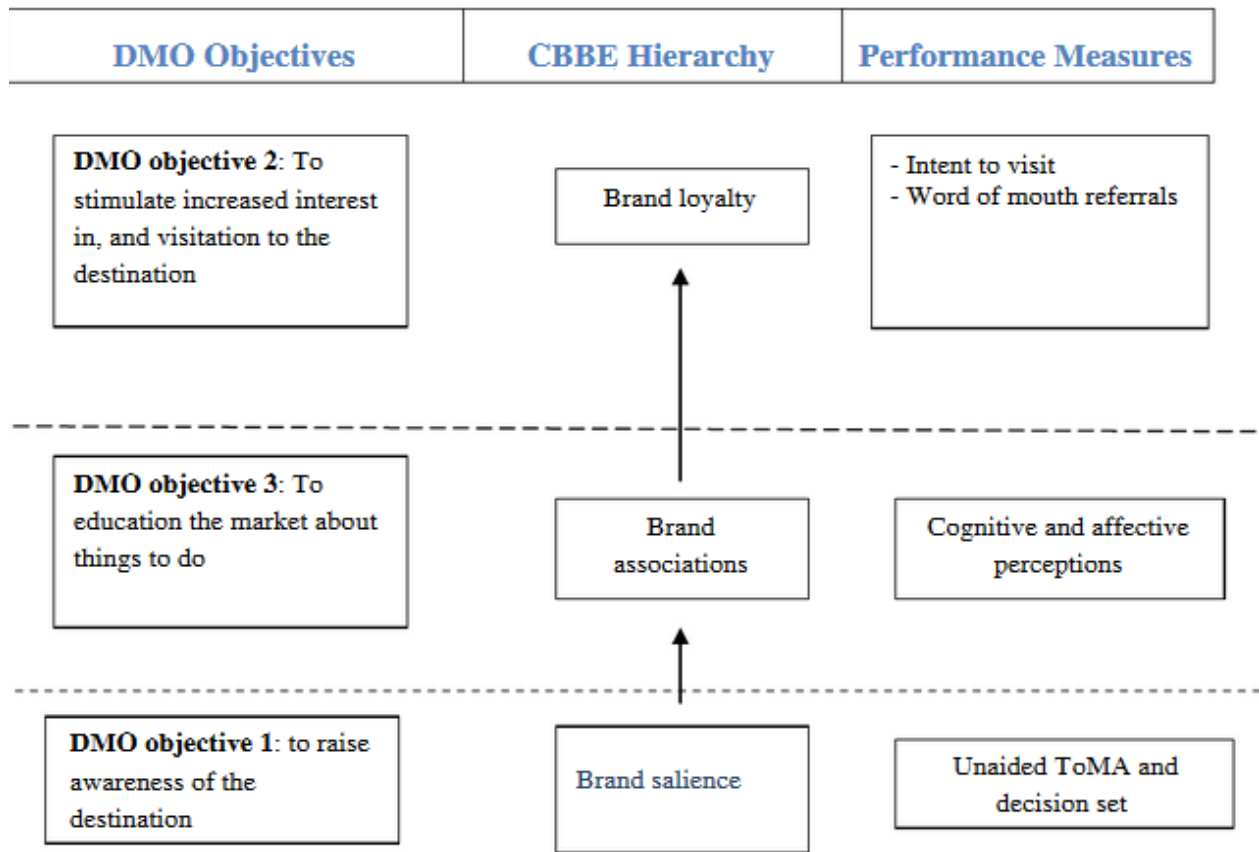 DMO Objectives
CBBE Hierarchy
Performance Measures
DMO objective 2: To
stimulate increased interest
in, and visitation to the
destination
Brand loyalty
- Intent to visit
- Word of mouth referrals
DMO objective 3: To
education the market about
things to do
Brand
associations
Cognitive and affective
perceptions
DMO objective 1: to raise
awareness of the
destination
Brand salience
Unaided ToMA and
decision set